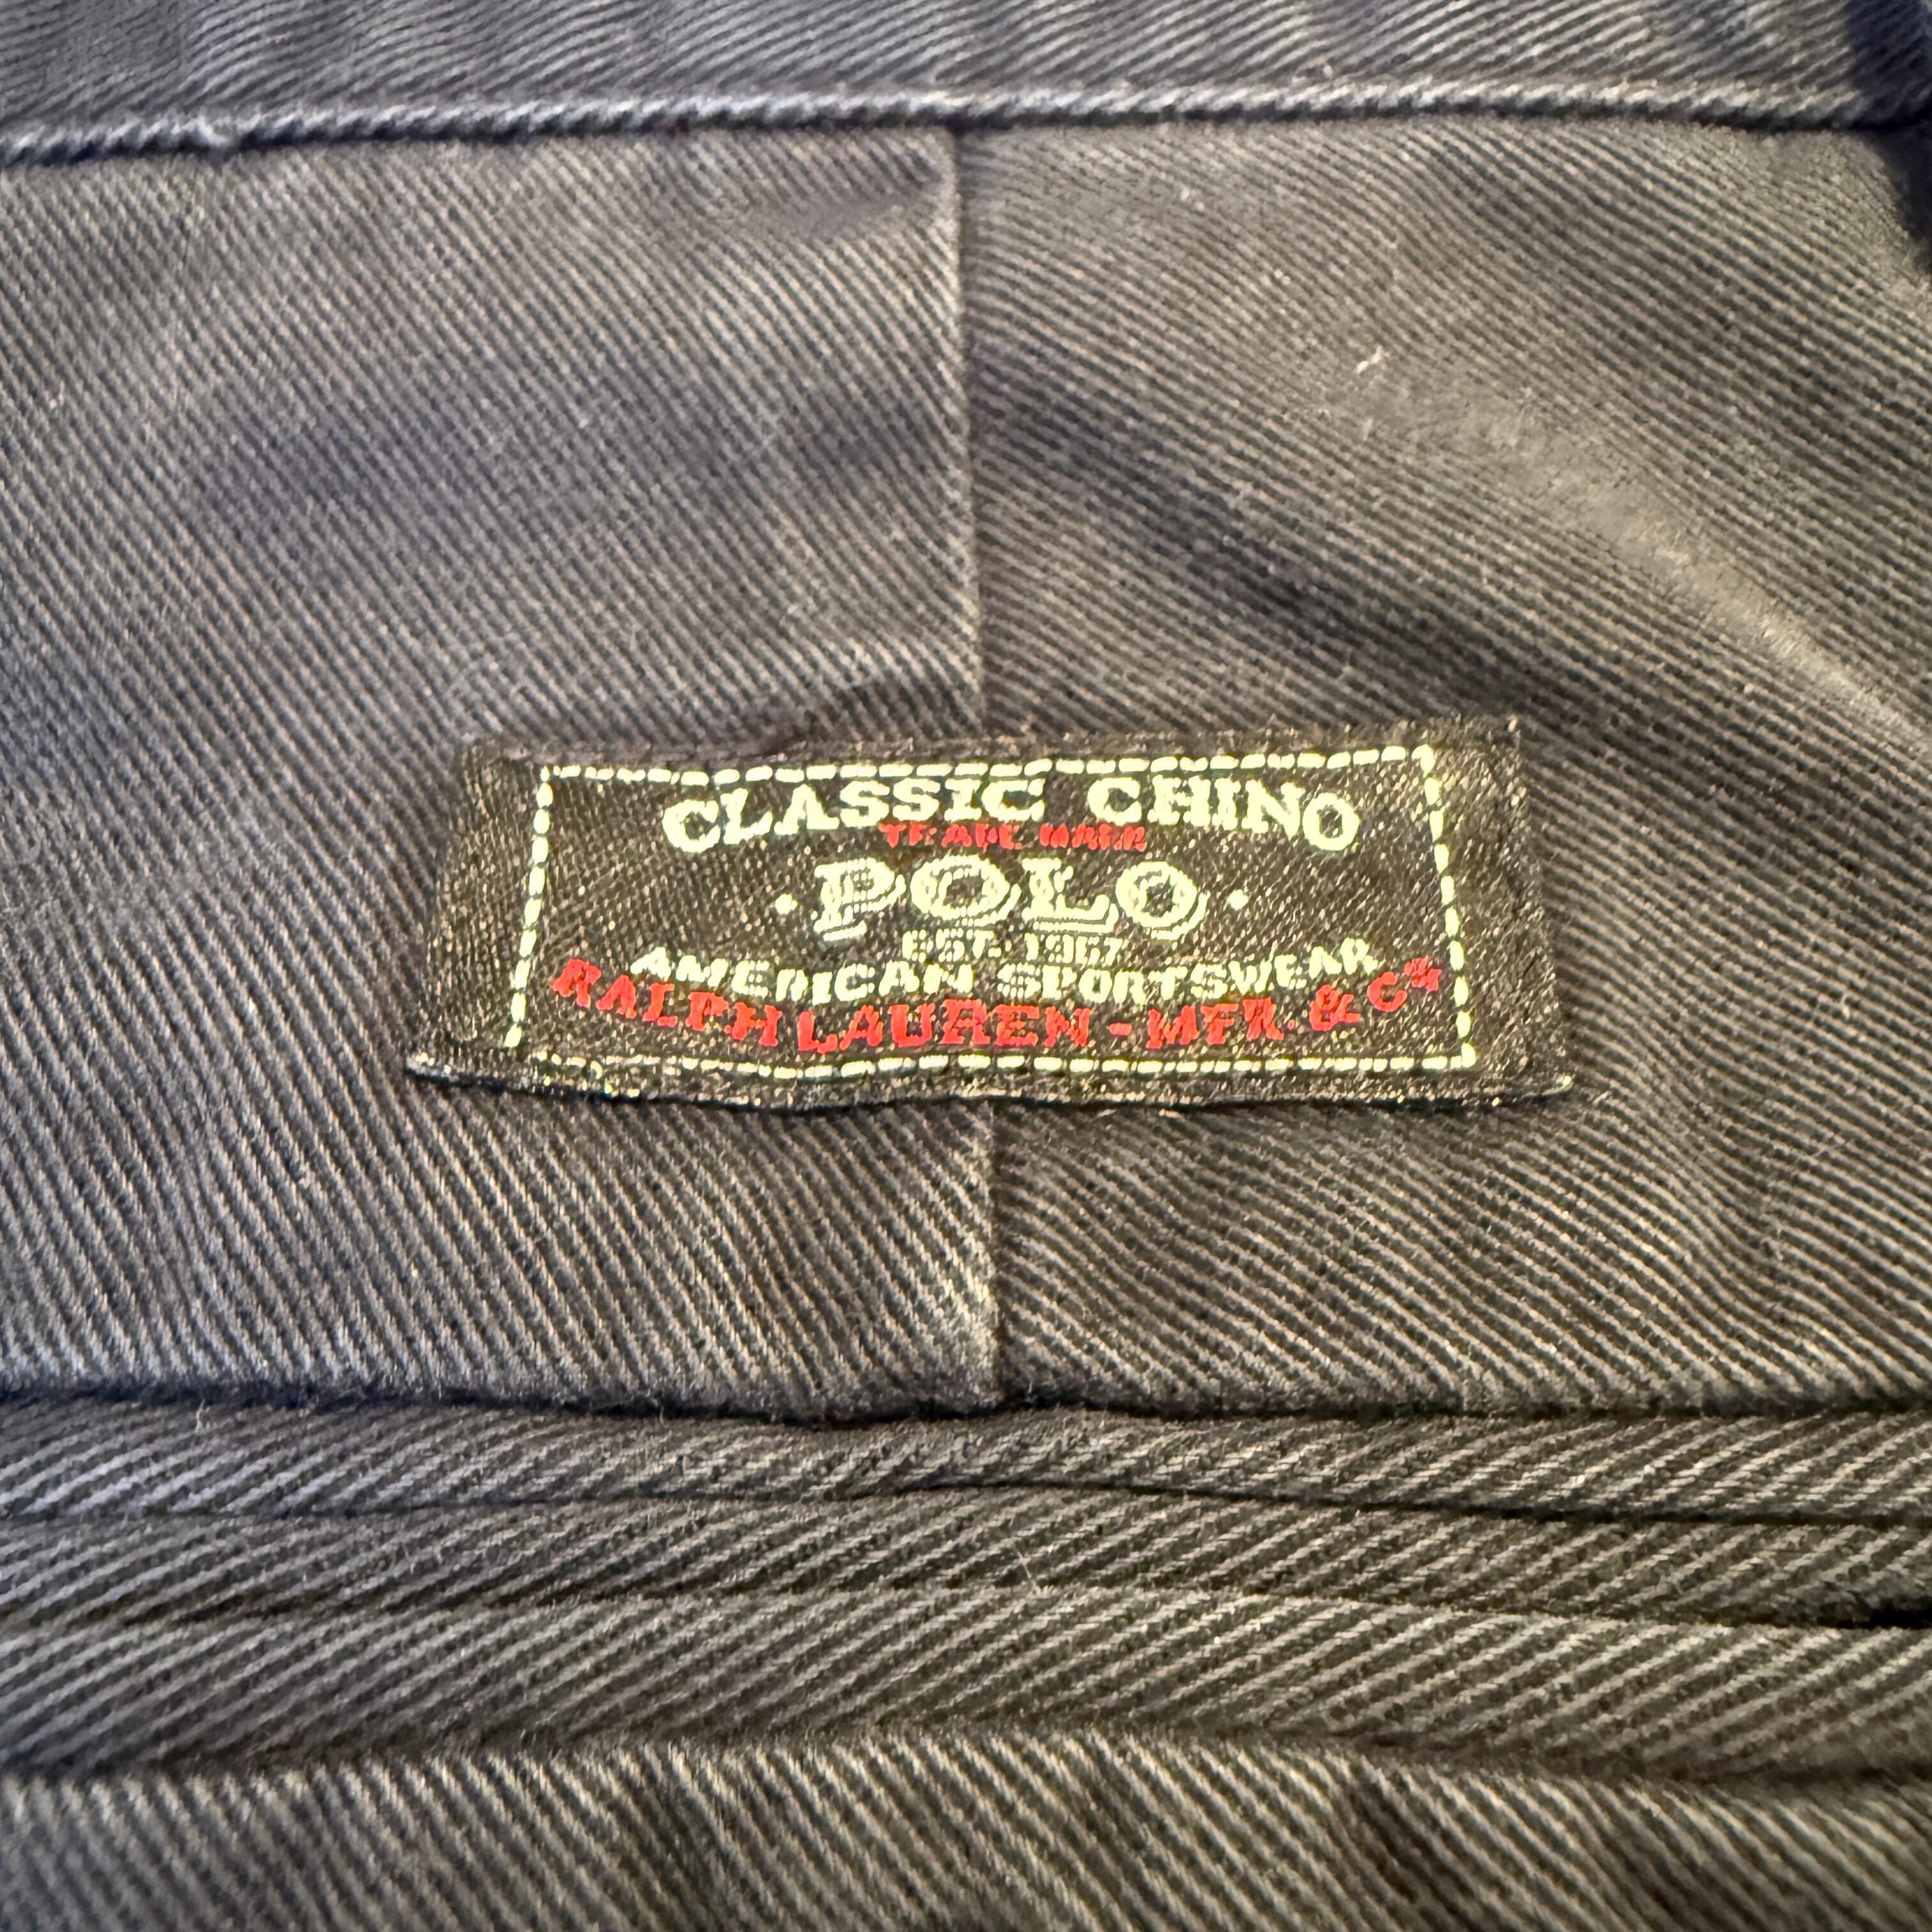 CLASSIC CHINO
TRADE MARK
· POLO ·
EST. 1967
AMERICAN SPORTSWEAR
RALPH LAUREN - MFR. & Cº